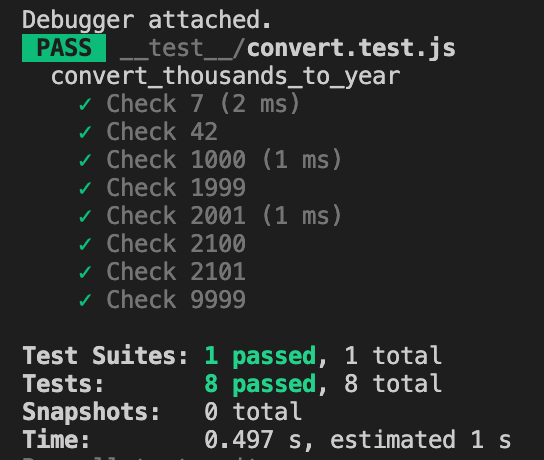 Debugger attached.
PASS __test__/convert.test.js
convert_thousands_to_year
✓ Check 7 (2 ms)
✓ Check 42
✓ Check 1000 (1 ms)
✓ Check 1999
✓ Check 2001 (1 ms)
✓ Check 2100
✓ Check 2101
✓ Check 9999
Test Suites: 1 passed, 1 total
Tests: 8 passed, 8 total
Snapshots: 0 total
Time: 0.497 s, estimated 1 s